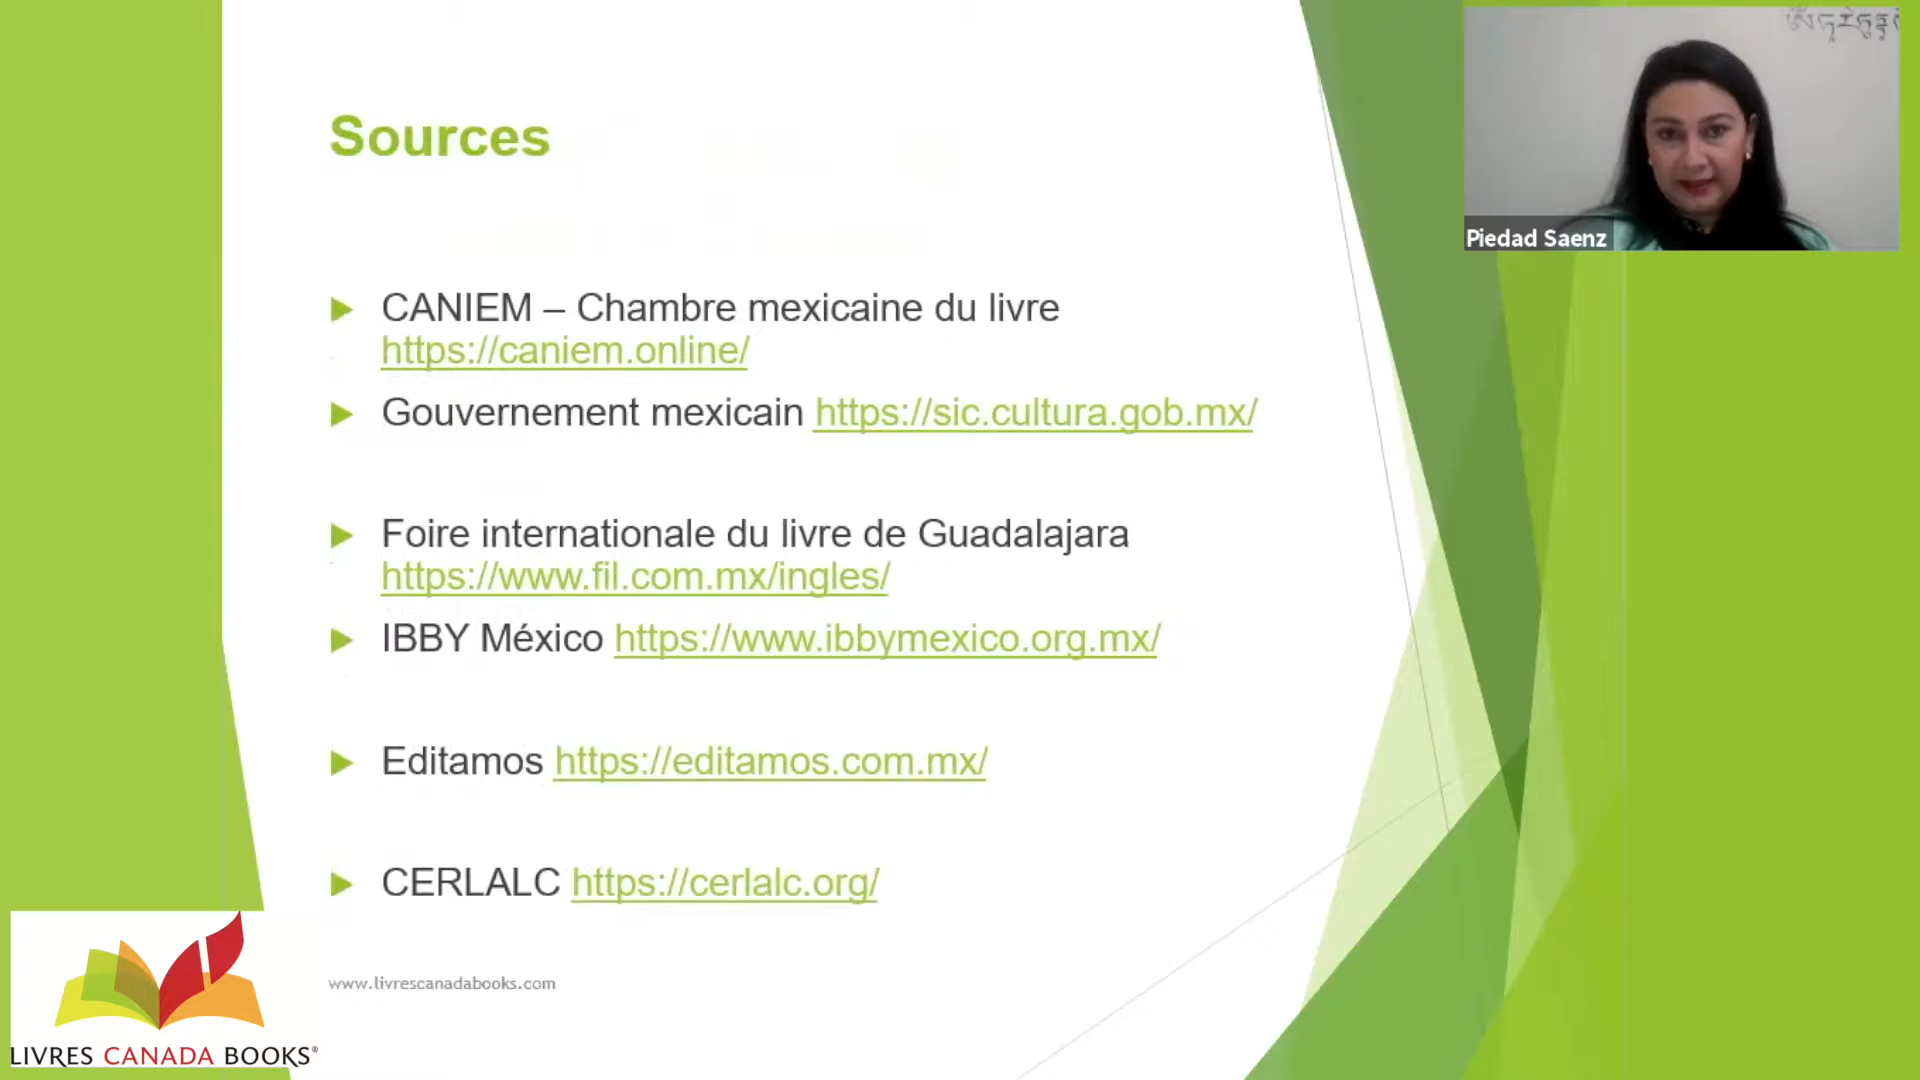 Sources
CANIEM – Chambre mexicaine du livre
https://caniem.online/
Gouvernement mexicain https://sic.cultura.gob.mx/
Foire internationale du livre de Guadalajara
https://www.fil.com.mx/ingles/
IBBY México https://www.ibbymexico.org.mx/
Editamos https://editamos.com.mx/
CERLALC https://cerlalc.org/
www.livrescanadabooks.com
LIVRES CANADA BOOKS®
Piedad Saenz